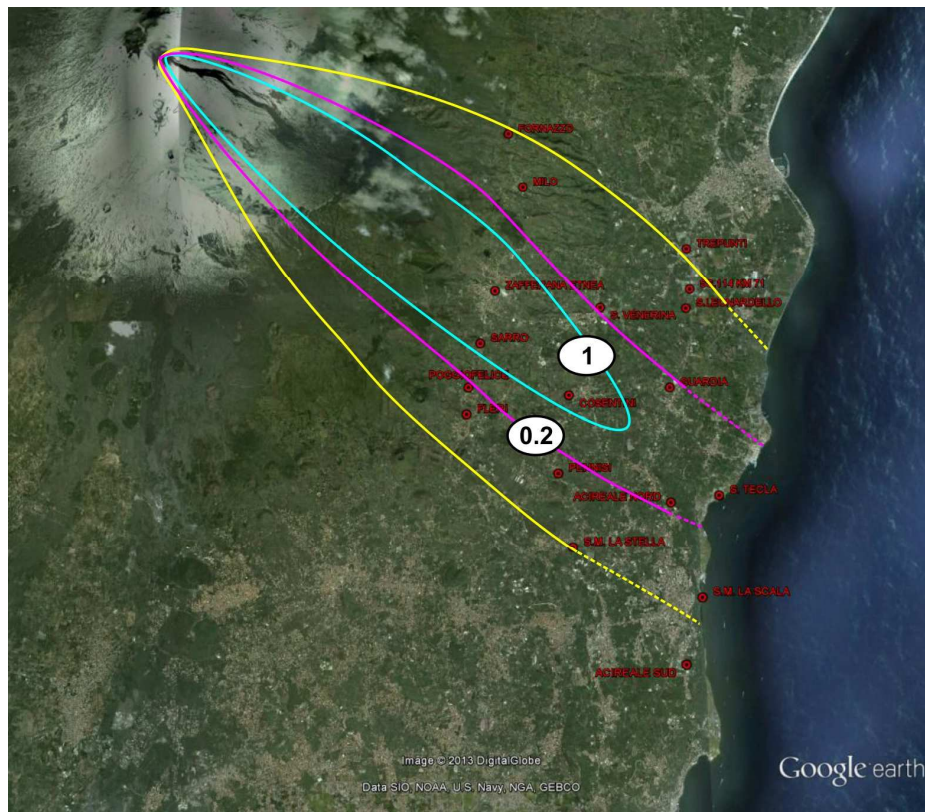 FORNAZZO
MILO
TREPUNTI
ZAFFERANA ETNEA
S. VENERINA
S.LEONARDELLO
SARRO
1
GUARDIA
COSENTINI
FLERI
0.2
PENNISI
ACIREALE NORD
S. TECLA
S.M. LA STELLA
S.M. LA SCALA
ACIREALE SUD
Image © 2013 DigitalGlobe
Data SIO, NOAA, U.S. Navy, NGA, GEBCO
Google earth